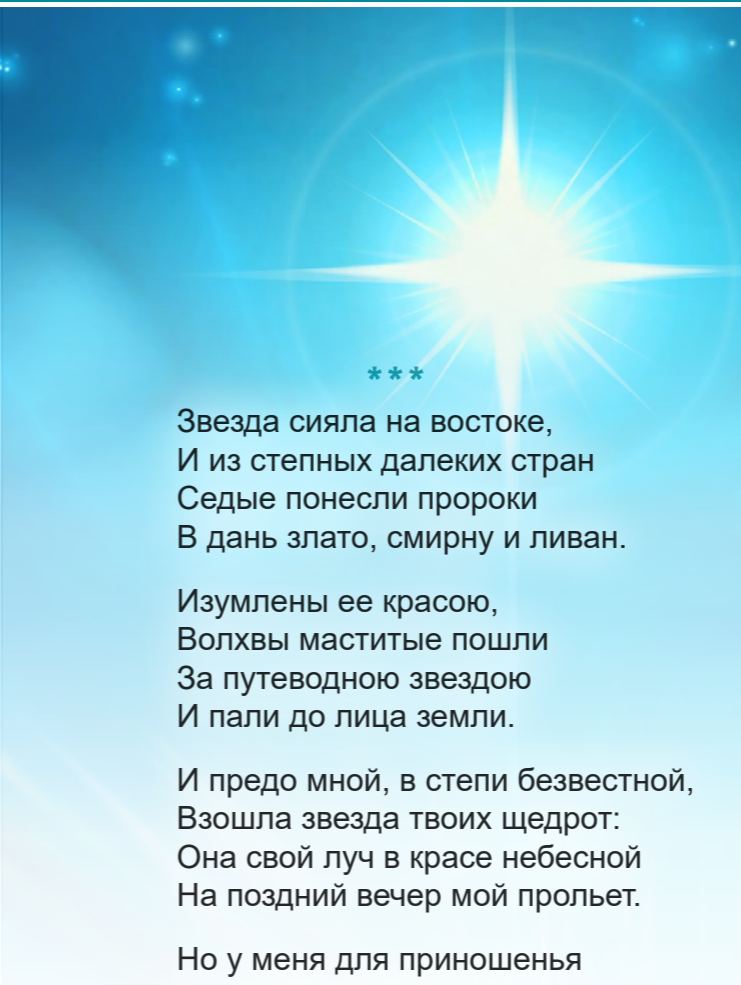 ***
Звезда сияла на востоке,
И из степных далеких стран
Седые понесли пророки
В дань злато, смирну и ливан.
Изумлены ее красою,
Волхвы маститые пошли
За путеводною звездою
И пали до лица земли.
И предо мной, в степи безвестной,
Взошла звезда твоих щедрот:
Она свой луч в красе небесной
На поздний вечер мой прольет.
Но у меня для приношенья